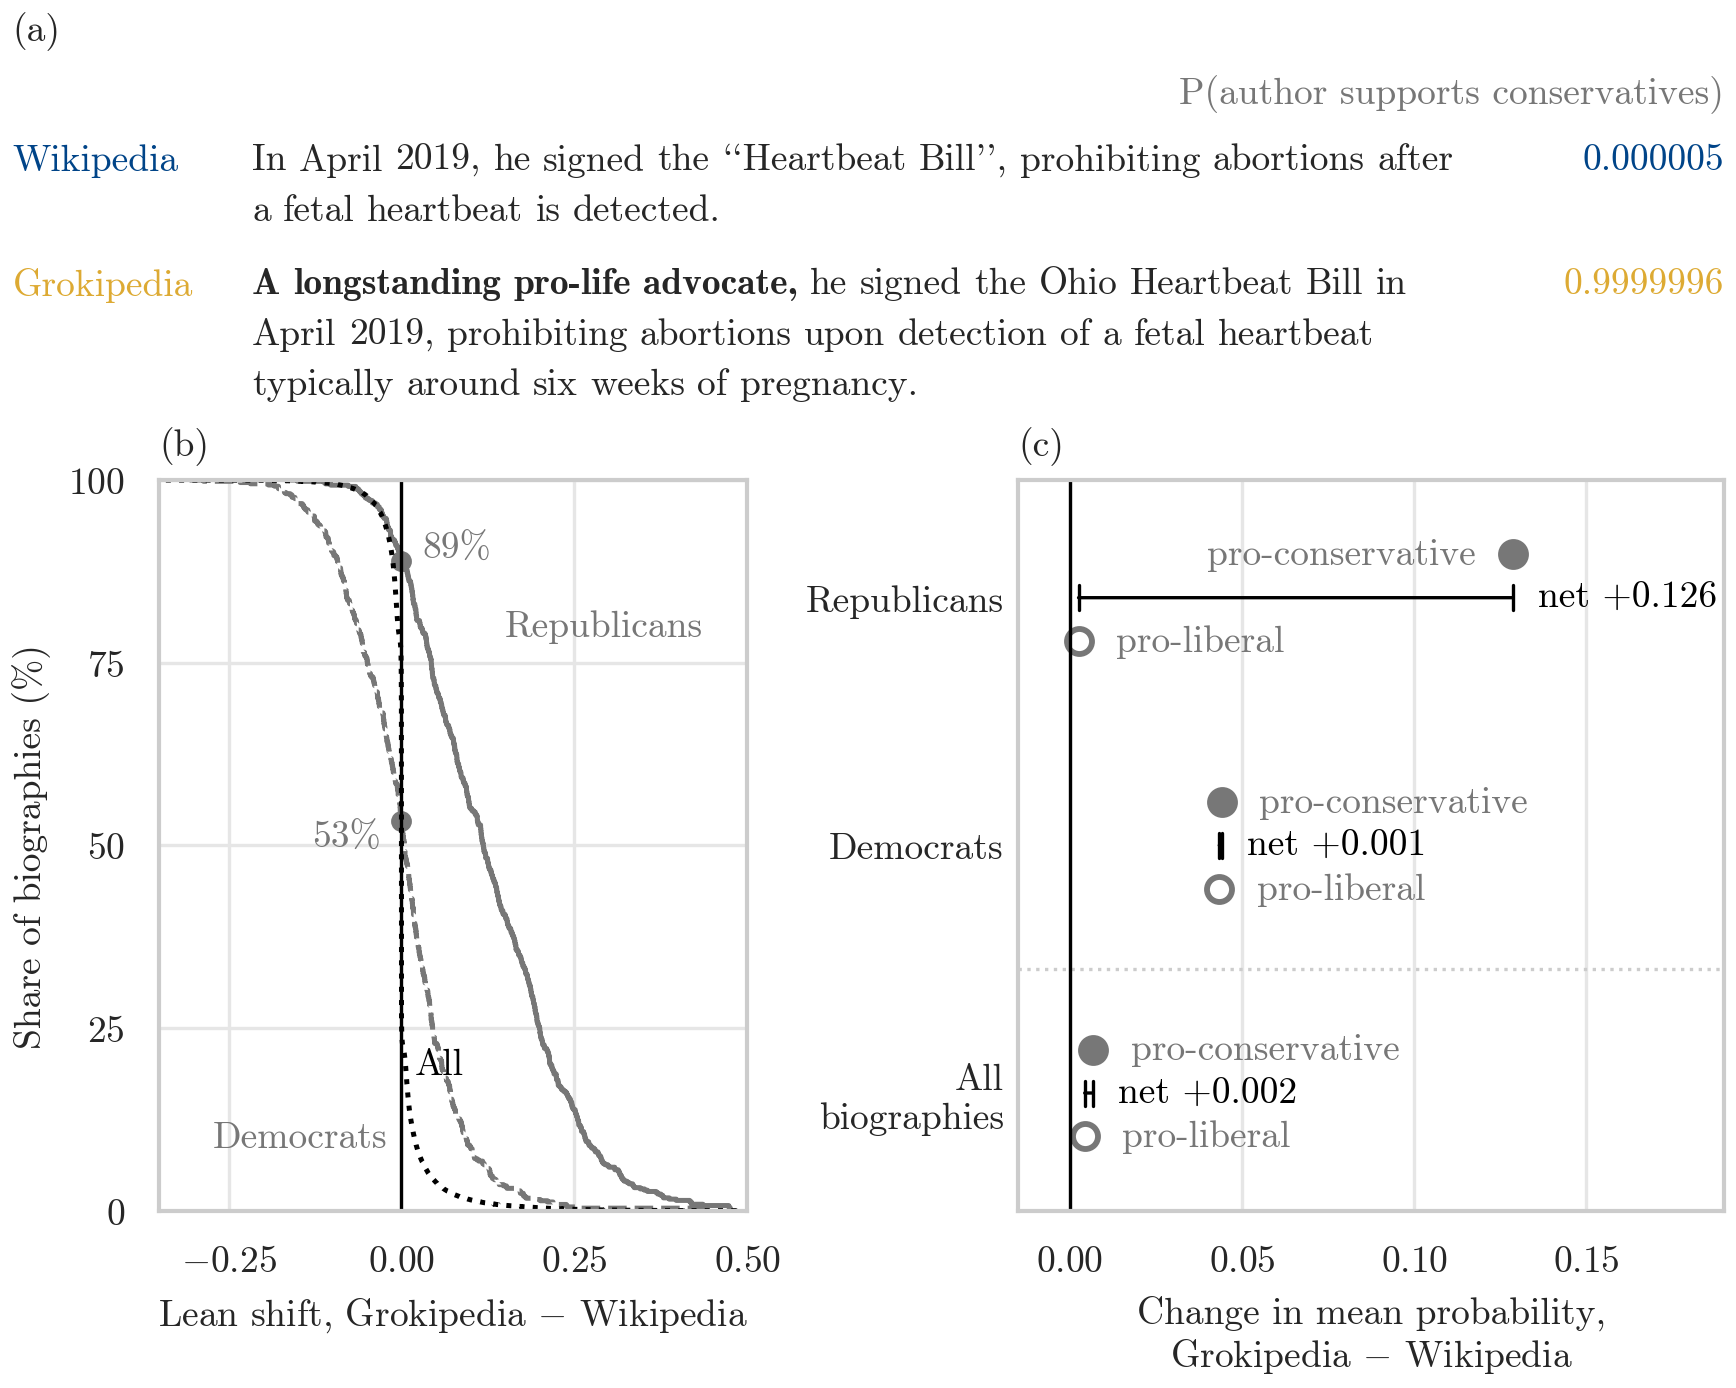 (a)
P(author supports conservatives)
Wikipedia In April 2019, he signed the “Heartbeat Bill”, prohibiting abortions after 0.000005
a fetal heartbeat is detected.
Grokipedia A longstanding pro-life advocate, he signed the Ohio Heartbeat Bill in 0.9999996
April 2019, prohibiting abortions upon detection of a fetal heartbeat
typically around six weeks of pregnancy.
(b)
Share of biographies (%)
100
75
50
25
0
89%
Republicans
53%
All
Democrats
−0.25 0.00 0.25 0.50
Lean shift, Grokipedia − Wikipedia
(c)
Republicans
pro-conservative
net +0.126
pro-liberal
Democrats
pro-conservative
net +0.001
pro-liberal
All
biographies
pro-conservative
net +0.002
pro-liberal
0.00 0.05 0.10 0.15
Change in mean probability,
Grokipedia − Wikipedia